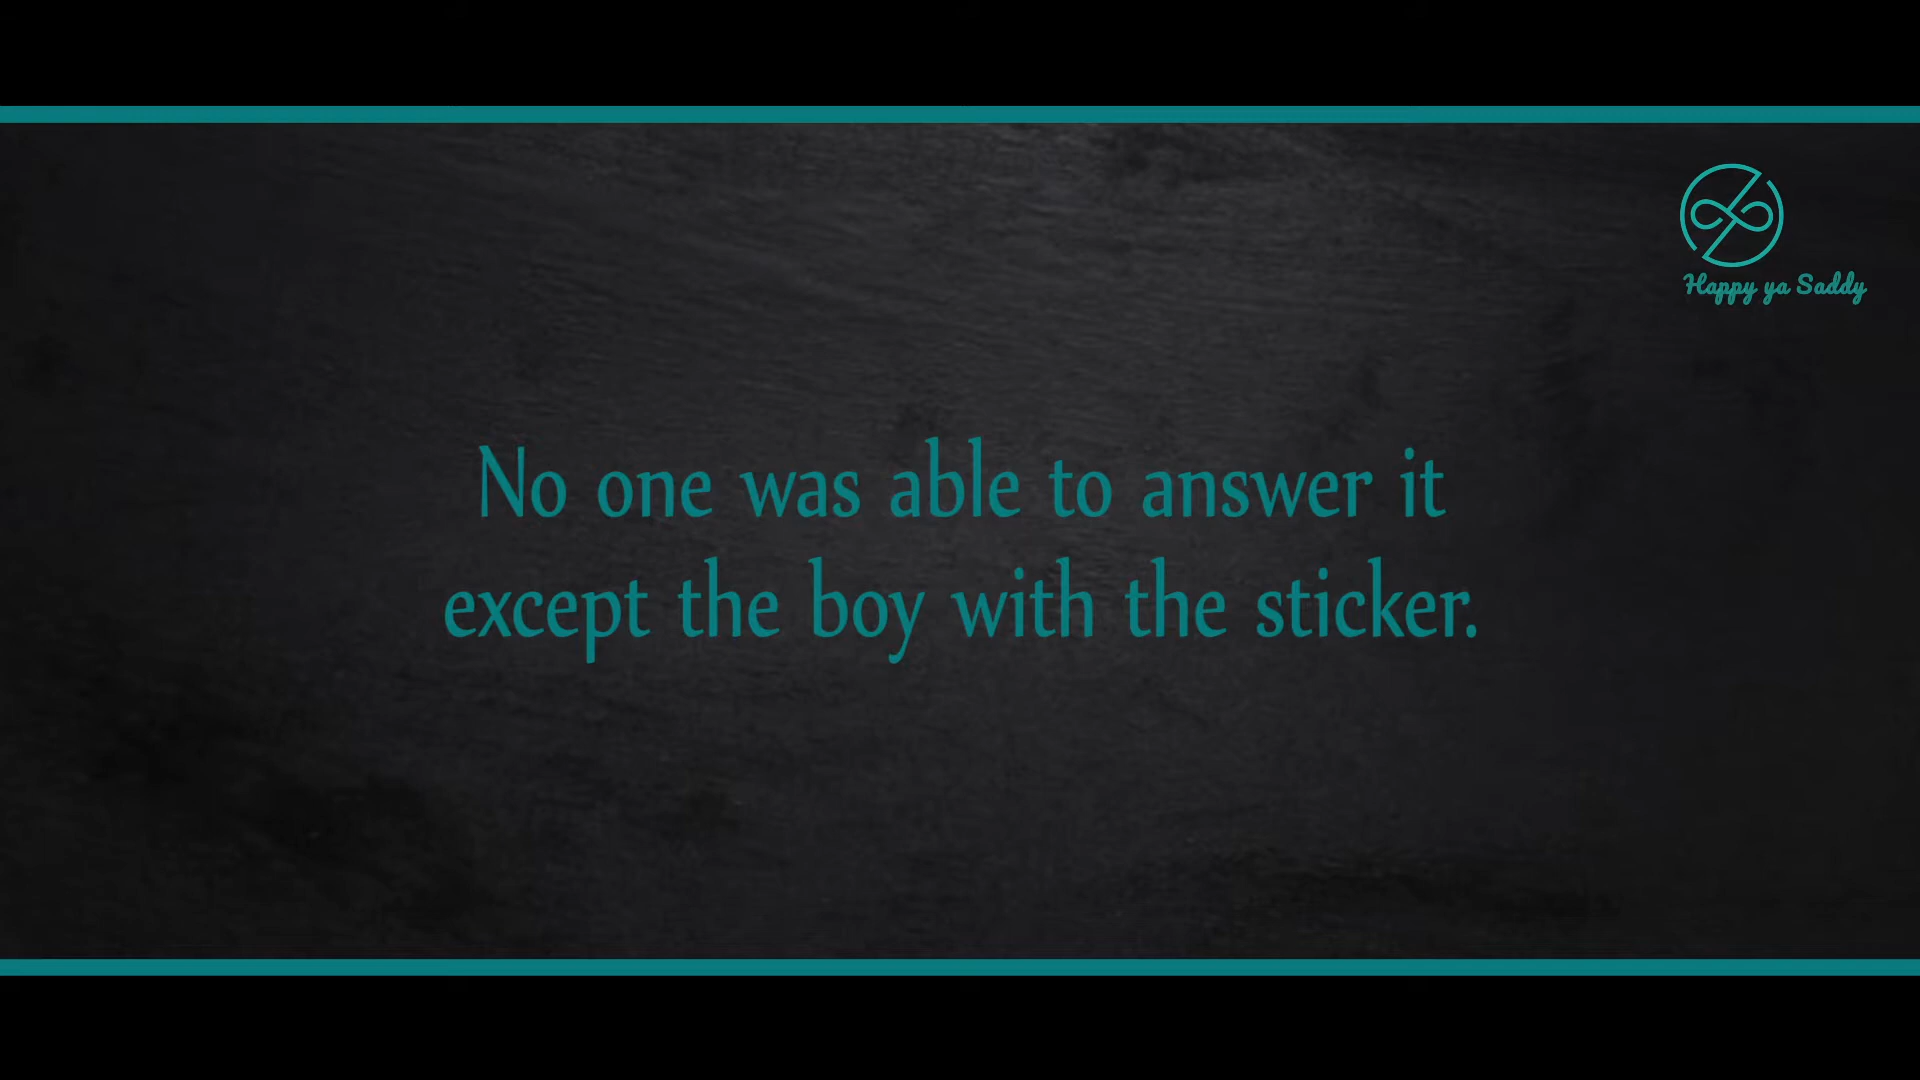 Happy ya Saddy
No one was able to answer it
except the boy with the sticker.